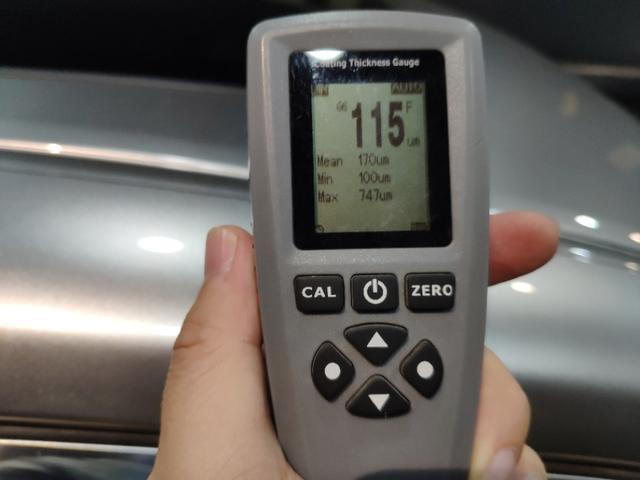 Coating Thickness Gauge
AUTO
115 F
um
Mean 170um
Min 100um
Max 747um
CAL
ZERO